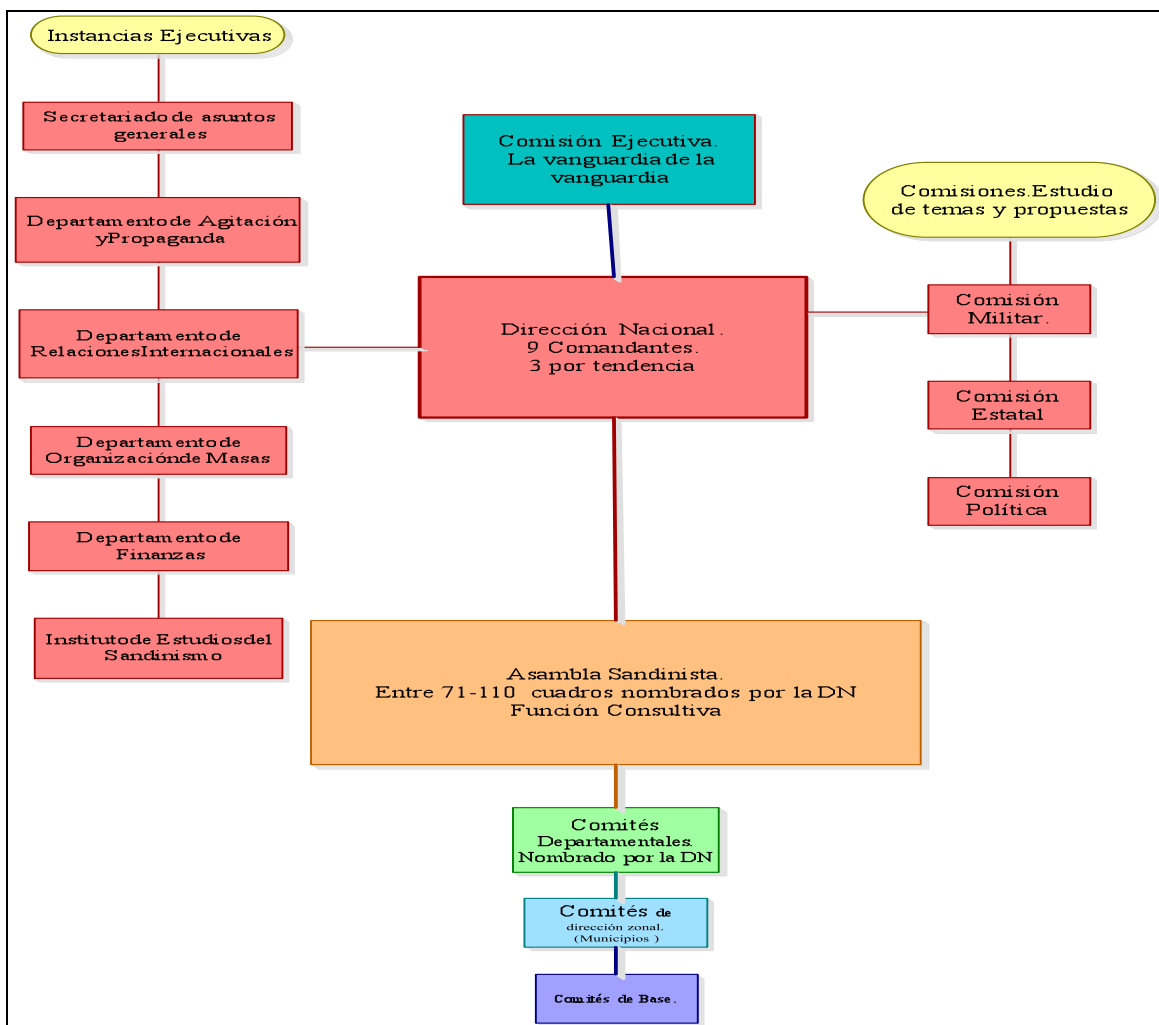 Instancias Ejecutivas
Secretariado de asuntos
generales
Departamento de Agitación
y Propaganda
Departamento de
Relaciones Internacionales
Departamento de
Organización de Masas
Departamento de
Finanzas
Instituto de Estudios del
Sandinismo
Comisión Ejecutiva.
La vanguardia de la
vanguardia
Dirección Nacional.
9 Comandantes.
3 por tendencia
Comisiones.Estudio
de temas y propuestas
Comisión
Militar.
Comisión
Estatal
Comisión
Política
Asambla Sandinista.
Entre 71-110 cuadros nombrados por la DN
Función Consultiva
Comités
Departamentales.
Nombrado por la DN
Comités de
dirección zonal.
(Municipios )
Comités de Base.